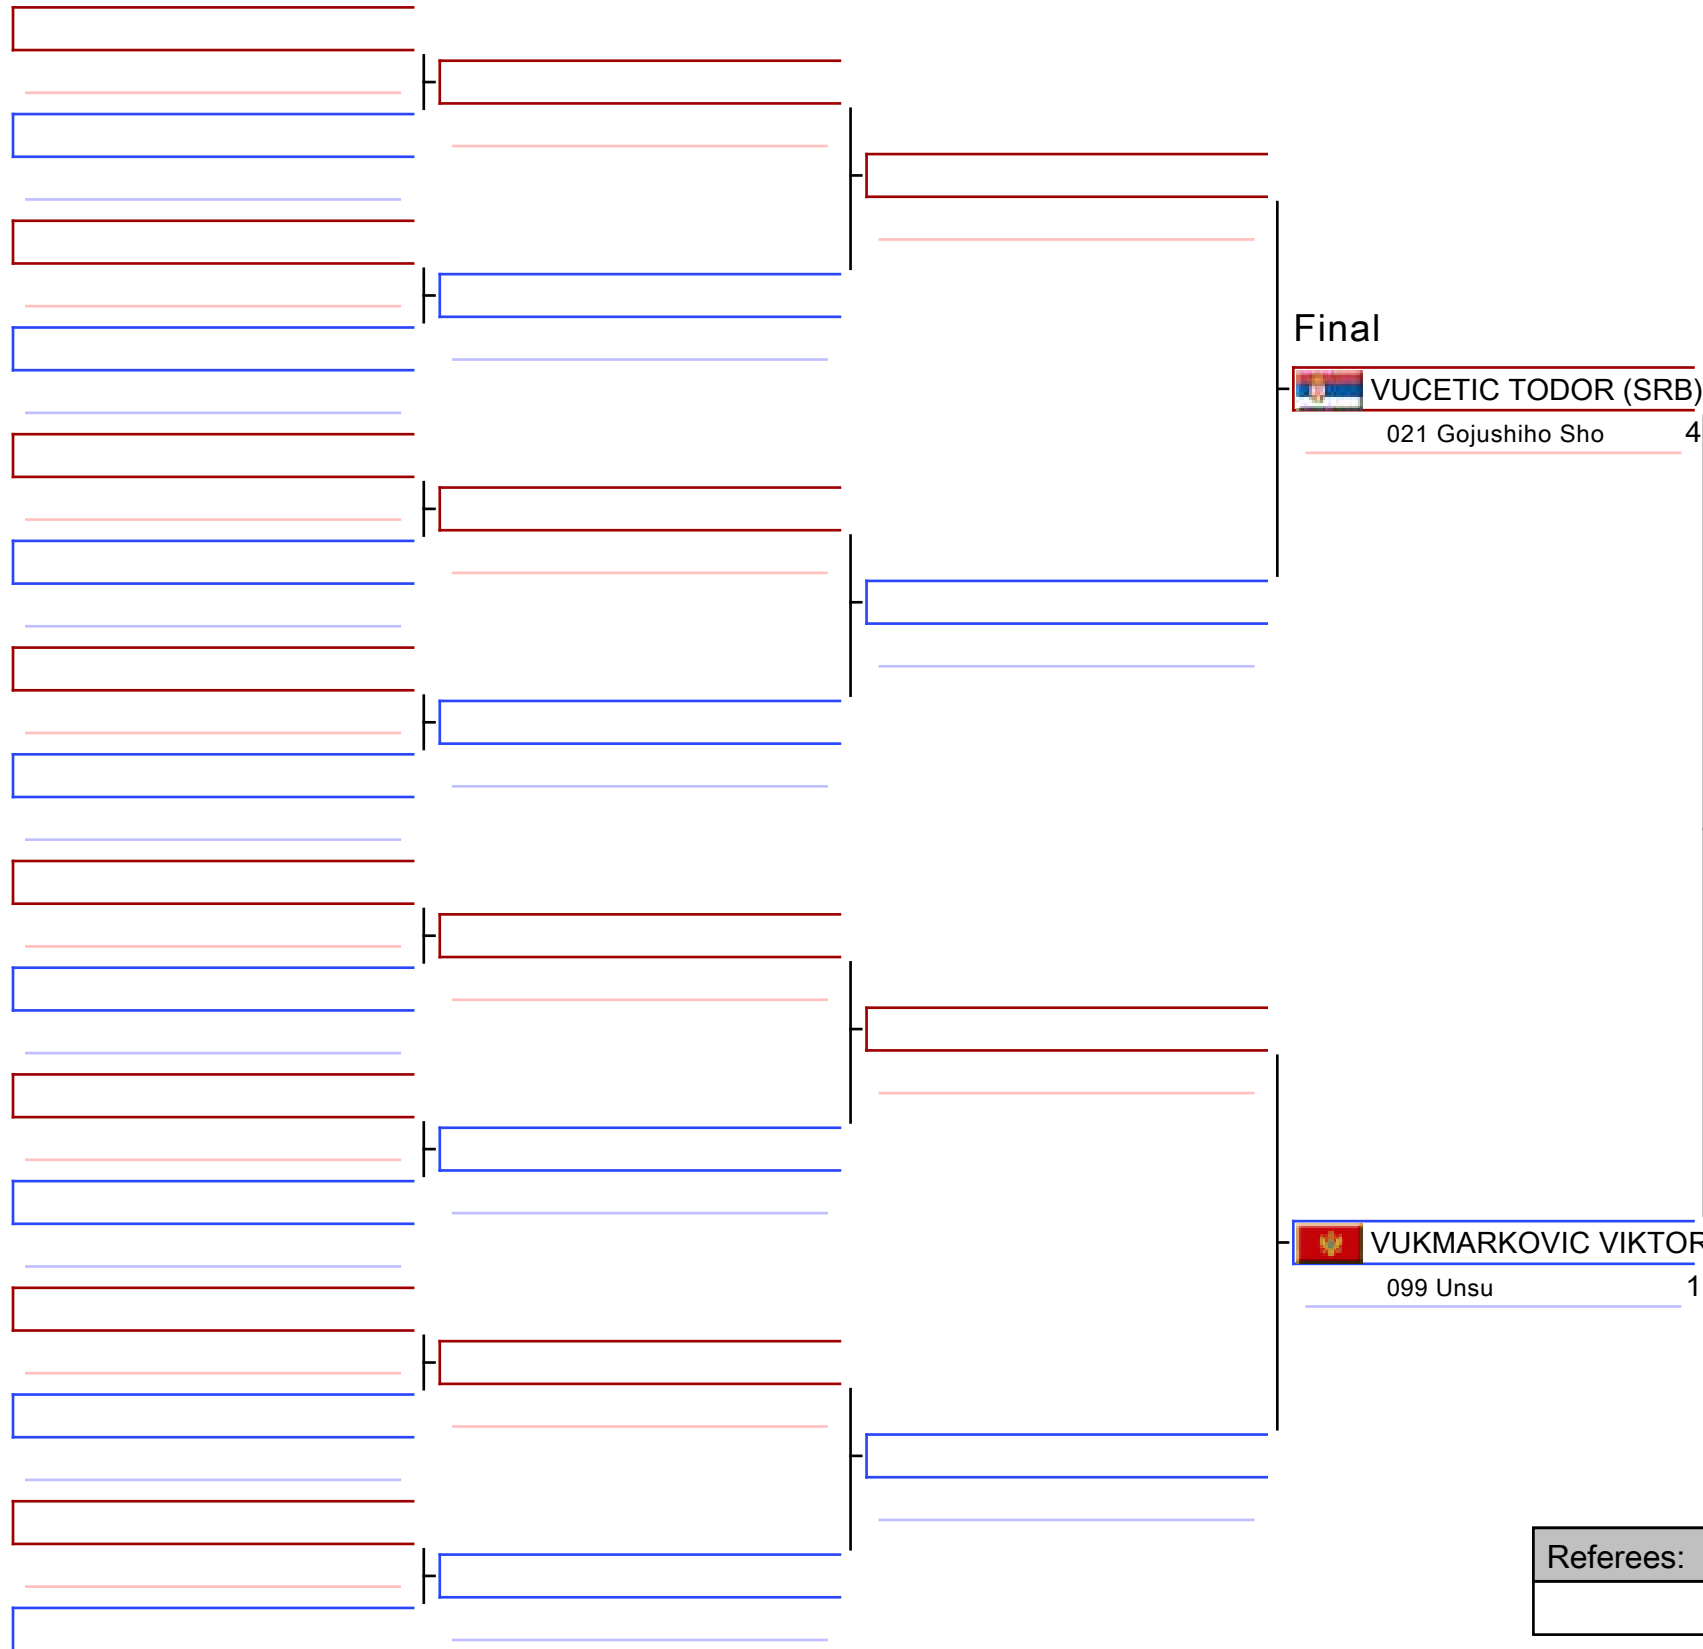 Final
VUCETIC TODOR (SRB)
021 Gojushiho Sho 4
VUKMARKOVIC VIKTOR
099 Unsu 1
Referees: